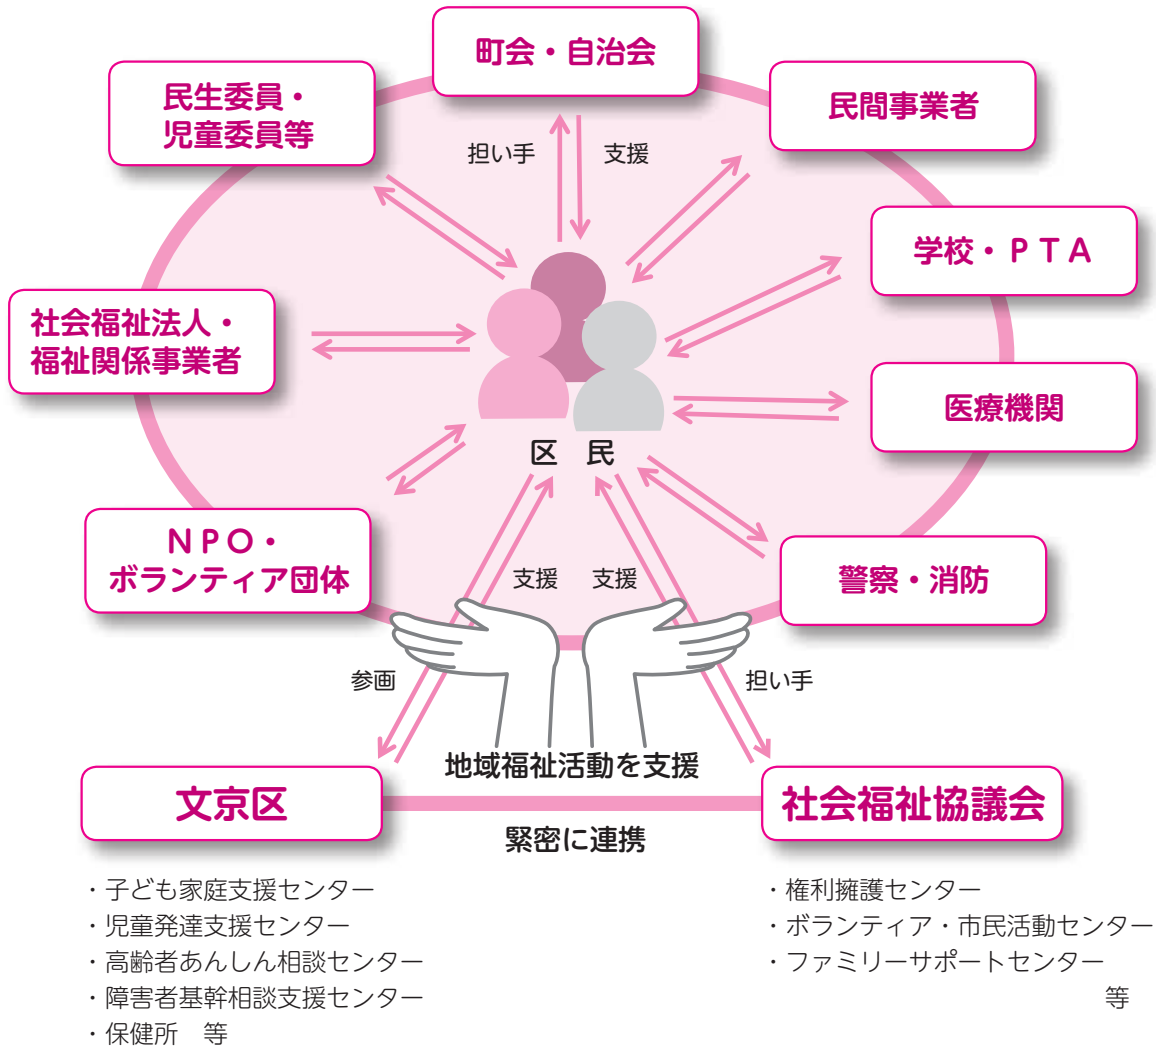 町会・自治会
民生委員・
児童委員等
民間事業者
担い手
支援
学校・ＰＴＡ
社会福祉法人・
福祉関係事業者
医療機関
区　民
ＮＰＯ・
ボランティア団体
支援
支援
警察・消防
参画
担い手
地域福祉活動を支援
文京区
社会福祉協議会
緊密に連携
・子ども家庭支援センター
・児童発達支援センター
・高齢者あんしん相談センター
・障害者基幹相談支援センター
・保健所　等
・権利擁護センター
・ボランティア・市民活動センター
・ファミリーサポートセンター
等